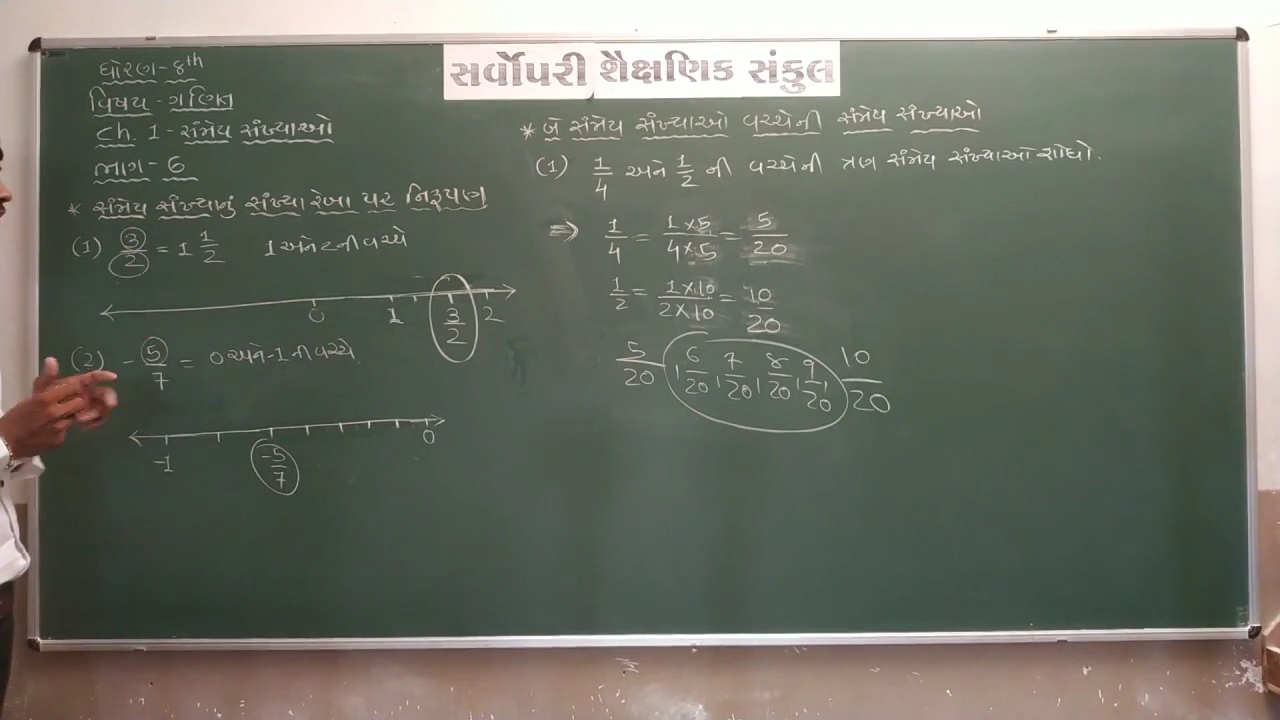 સર્વોપરી શૈક્ષણિક સંકુલ
ધોરણ - ૪th
વિષય - ગણિત
Ch. 1 - સંમેય સંખ્યાઓ
ભાગ - 6
* સંમેય સંખ્યાનું સંખ્યા રેખા પર નિરૂપણ
(1) 3/2 = 1 1/2 1 અને 2 ની વચ્ચે
0 1 3/2 2
(2) -5/7 = 0 અને -1 ની વચ્ચે
-1 -5/7 0
* બે સંમેય સંખ્યાઓ વચ્ચેની સંમેય સંખ્યાઓ
(1) 1/4 અને 1/2 ની વચ્ચેની ત્રણ સંમેય સંખ્યાઓ શોધો.
⇒ 1/4 = 1×5/4×5 = 5/20
1/2 = 1×10/2×10 = 10/20
5/20, 6/20, 7/20, 8/20, 9/20, 10/20